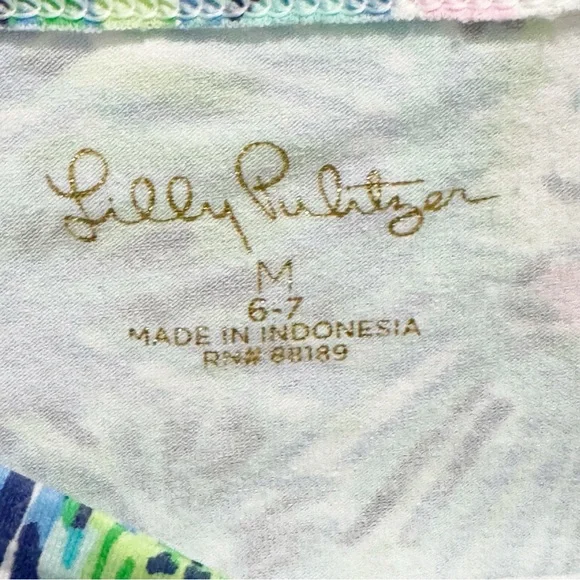 Lilly Pulitzer
M
6-7
MADE IN INDONESIA
RN# 88189